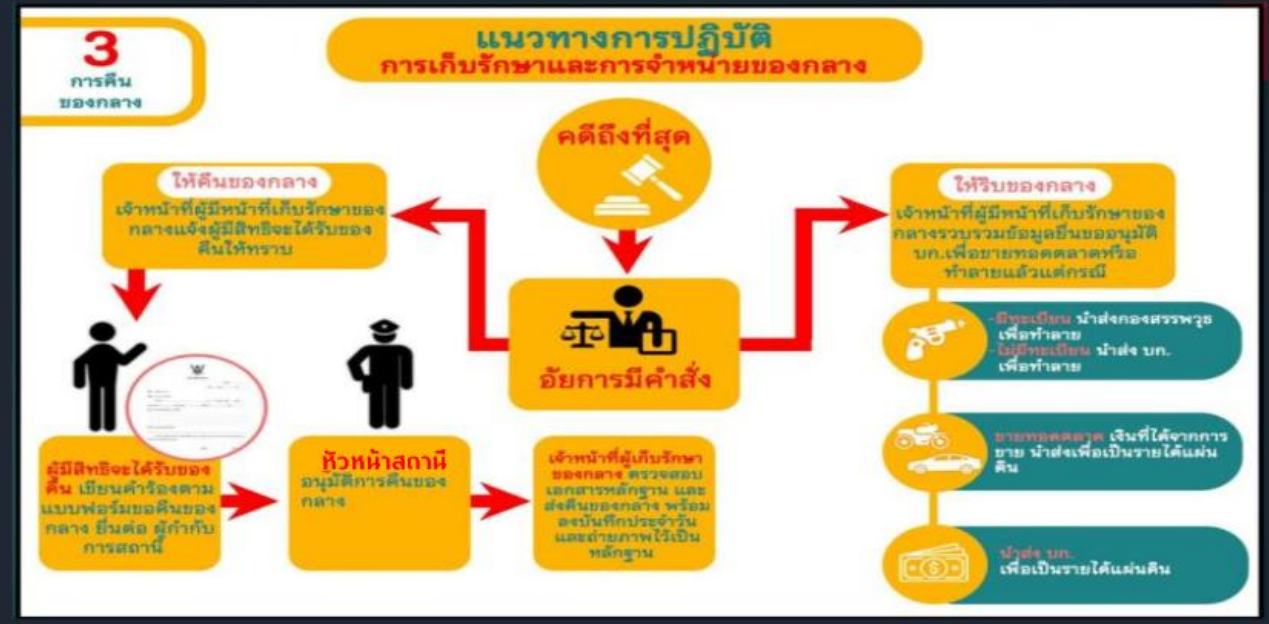 3
การคืน
ของกลาง
แนวทางการปฏิบัติ
การเก็บรักษาและการจำหน่ายของกลาง
คดีถึงที่สุด
ให้คืนของกลาง
เจ้าหน้าที่ผู้มีหน้าที่เก็บรักษาของ
กลางแจ้งผู้มีสิทธิจะได้รับของ
คืนให้ทราบ
ให้ริบของกลาง
เจ้าหน้าที่ผู้มีหน้าที่เก็บรักษาของ
กลางรวบรวมข้อมูลยื่นขออนุมัติ
บก.เพื่อขายทอดตลาดหรือ
ทำลายแล้วแต่กรณี
อัยการมีคำสั่ง
-มีทะเบียน นำส่งกองสรรพวุธ
เพื่อทำลาย
-ไม่มีทะเบียน นำส่ง บก.
เพื่อทำลาย
ขายทอดตลาด เงินที่ได้จากการ
ขาย นำส่งเพื่อเป็นรายได้แผ่น
ดิน
นำส่ง บก.
เพื่อเป็นรายได้แผ่นดิน
ผู้มีสิทธิจะได้รับของ
คืน เขียนคำร้องตาม
แบบฟอร์มขอคืนของ
กลาง ยื่นต่อ ผู้กำกับ
การสถานี
หัวหน้าสถานี
อนุมัติการคืนของ
กลาง
เจ้าหน้าที่ผู้เก็บรักษา
ของกลาง ตรวจสอบ
เอกสารหลักฐาน และ
ส่งคืนของกลาง พร้อม
ลงบันทึกประจำวัน
และถ่ายภาพไว้เป็น
หลักฐาน